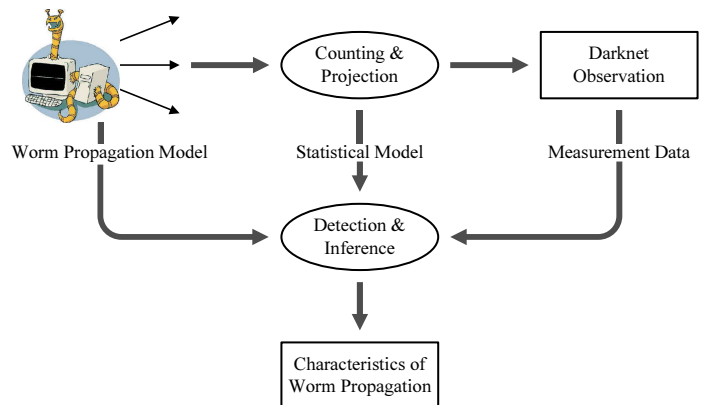 Counting &
Projection
Darknet
Observation
Worm Propagation Model
Statistical Model
Measurement Data
Detection &
Inference
Characteristics of
Worm Propagation